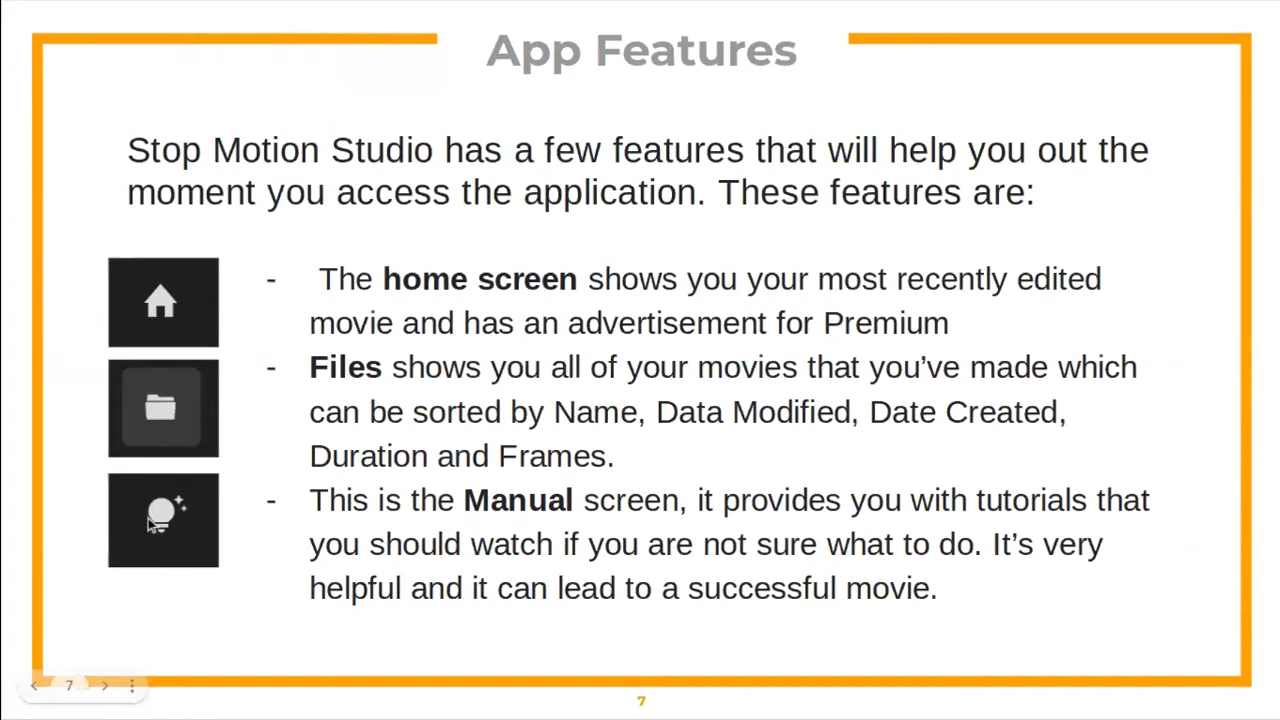 App Features
Stop Motion Studio has a few features that will help you out the
moment you access the application. These features are:
- The home screen shows you your most recently edited
movie and has an advertisement for Premium
- Files shows you all of your movies that you’ve made which
can be sorted by Name, Data Modified, Date Created,
Duration and Frames.
- This is the Manual screen, it provides you with tutorials that
you should watch if you are not sure what to do. It’s very
helpful and it can lead to a successful movie.
7
7